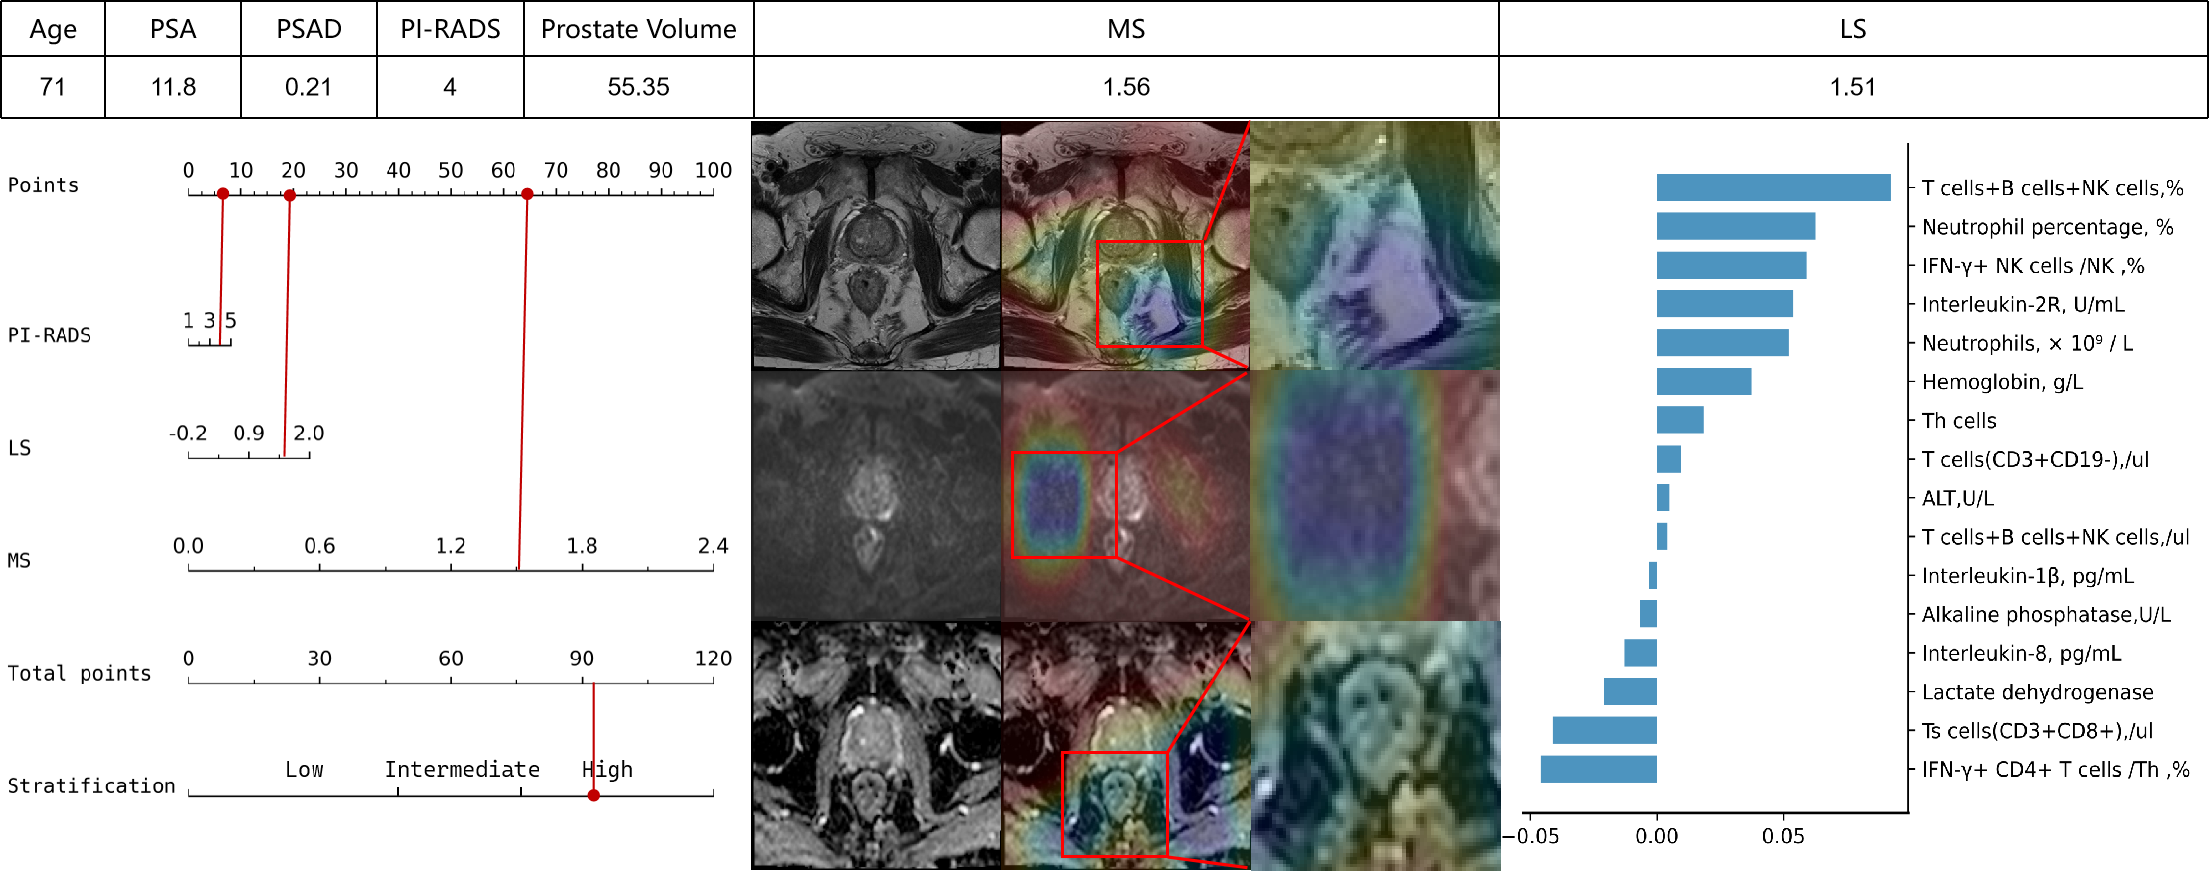 Age PSA PSAD PI-RADS Prostate Volume MS LS
71 11.8 0.21 4 55.35 1.56 1.51
0 10 20 30 40 50 60 70 80 90 100
Points
1 3 5
PI-RADS
-0.2 0.9 2.0
LS
0.0 0.6 1.2 1.8 2.4
MS
0 30 60 90 120
Total points
Low Intermediate High
Stratification
T cells+B cells+NK cells,%
Neutrophil percentage, %
IFN-γ+ NK cells /NK ,%
Interleukin-2R, U/mL
Neutrophils, × 10⁹ / L
Hemoglobin, g/L
Th cells
T cells(CD3+CD19-),/ul
ALT,U/L
T cells+B cells+NK cells,/ul
Interleukin-1β, pg/mL
Alkaline phosphatase,U/L
Interleukin-8, pg/mL
Lactate dehydrogenase
Ts cells(CD3+CD8+),/ul
IFN-γ+ CD4+ T cells /Th ,%
−0.05 0.00 0.05